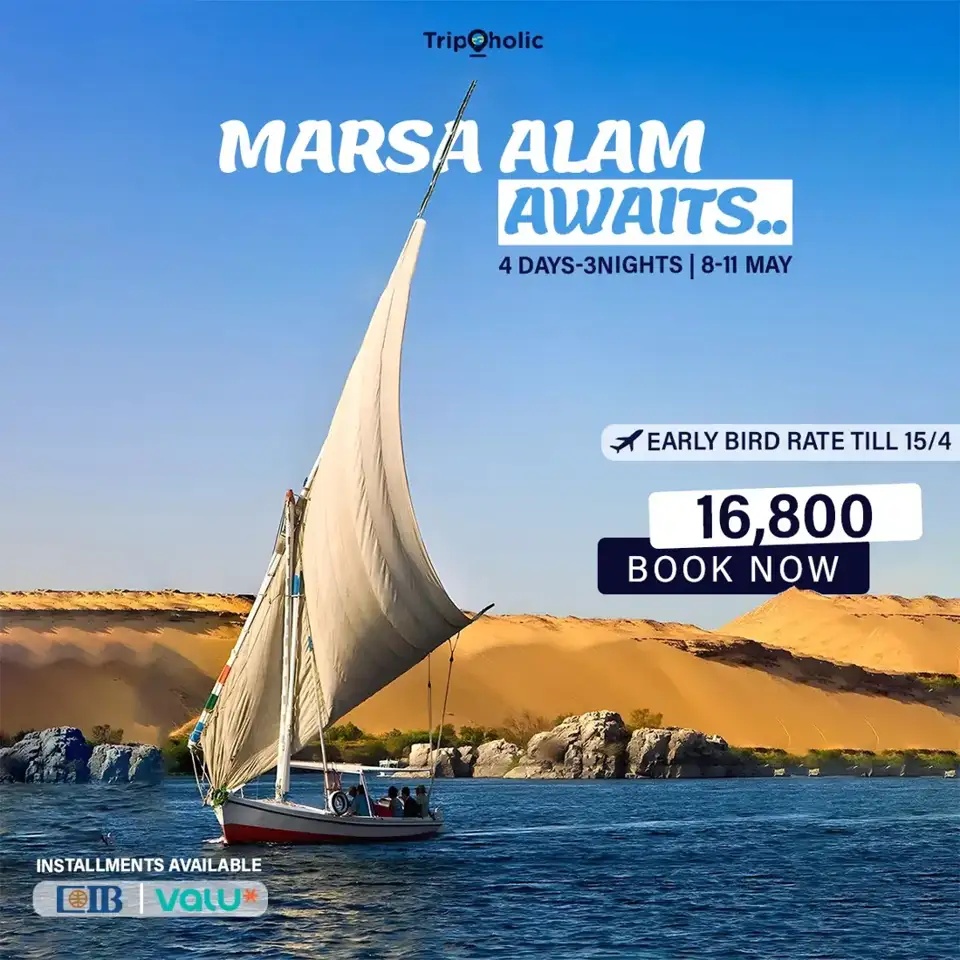 Tripoholic
MARSA ALAM
AWAITS..
4 DAYS-3NIGHTS | 8-11 MAY
EARLY BIRD RATE TILL 15/4
16,800
BOOK NOW
INSTALLMENTS AVAILABLE
CIB | valU*